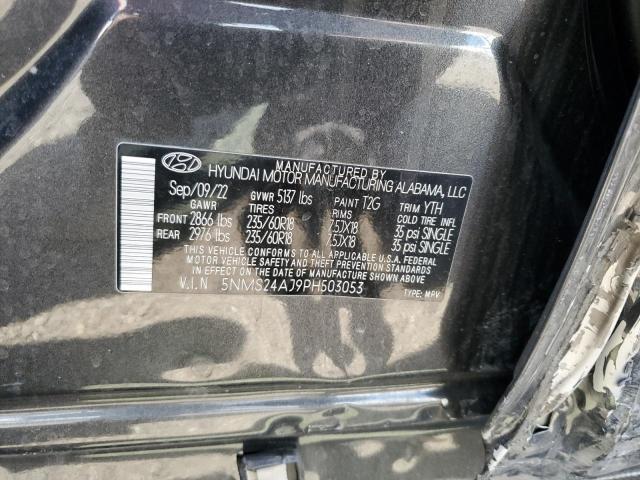 MANUFACTURED BY
HYUNDAI MOTOR MANUFACTURING ALABAMA, LLC
Sep/09/22 GVWR 5137 lbs PAINT T2G TRIM YTH
GAWR TIRES RIMS COLD TIRE INFL
FRONT 2866 lbs 235/60R18 7.5JX18 35 psi SINGLE
REAR 2976 lbs 235/60R18 7.5JX18 35 psi SINGLE
THIS VEHICLE CONFORMS TO ALL APPLICABLE FEDERAL
MOTOR VEHICLE SAFETY AND THEFT PREVENTION STANDARDS
IN EFFECT ON THE DATE OF MANUFACTURE SHOWN ABOVE.
V.I.N 5NMS24AJ9PH503053 TYPE: MPV